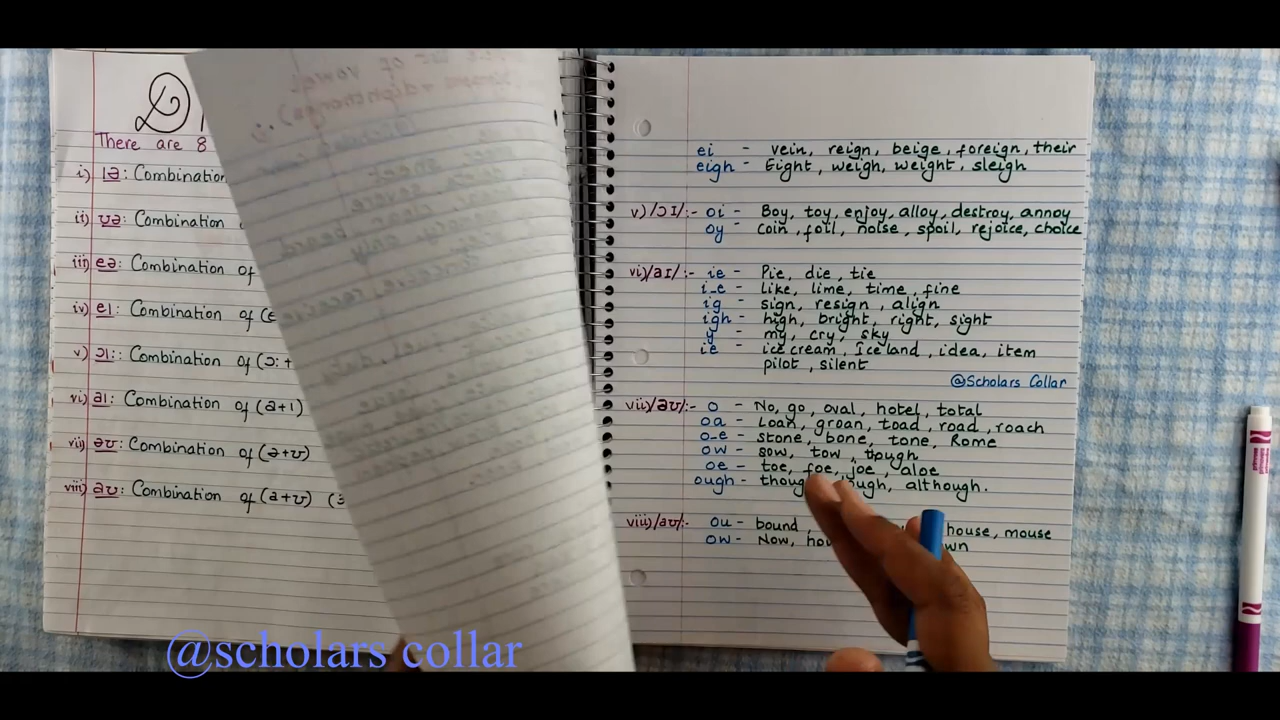 There are 8
i) ıə: Combination
ii) ʊə: Combination
iii) eə: Combination of
iv) eı: Combination of (
v) ɔı: Combination of (ɔ: +
vi) aı: Combination of (a+ı)
vii) əʊ: Combination of (ə+ʊ)
viii) aʊ: Combination of (a+ʊ) (
@scholars collar
ei - vein, reign, beige, foreign, their
eigh - Eight, weigh, weight, sleigh
v) /ɔɪ/:- oi - Boy, toy, enjoy, alloy, destroy, annoy
oy - coin, foil, noise, spoil, rejoice, choice
vi) /aɪ/:- ie - Pie, die, tie
i_e - like, lime, time, fine
ig - sign, resign, align
igh - high, bright, right, sight
y - my, cry, sky
ie - ice cream, Iceland, idea, item
pilot, silent
@Scholars Collar
vii) /əʊ/:- o - No, go, oval, hotel, total
oa - Loan, groan, toad, road, roach
o_e - stone, bone, tone, Rome
ow - sow, tow,
oe - toe, foe, joe, aloe
ough - although.
viii) /aʊ/:- ou - bound, house, mouse
ow - Now,